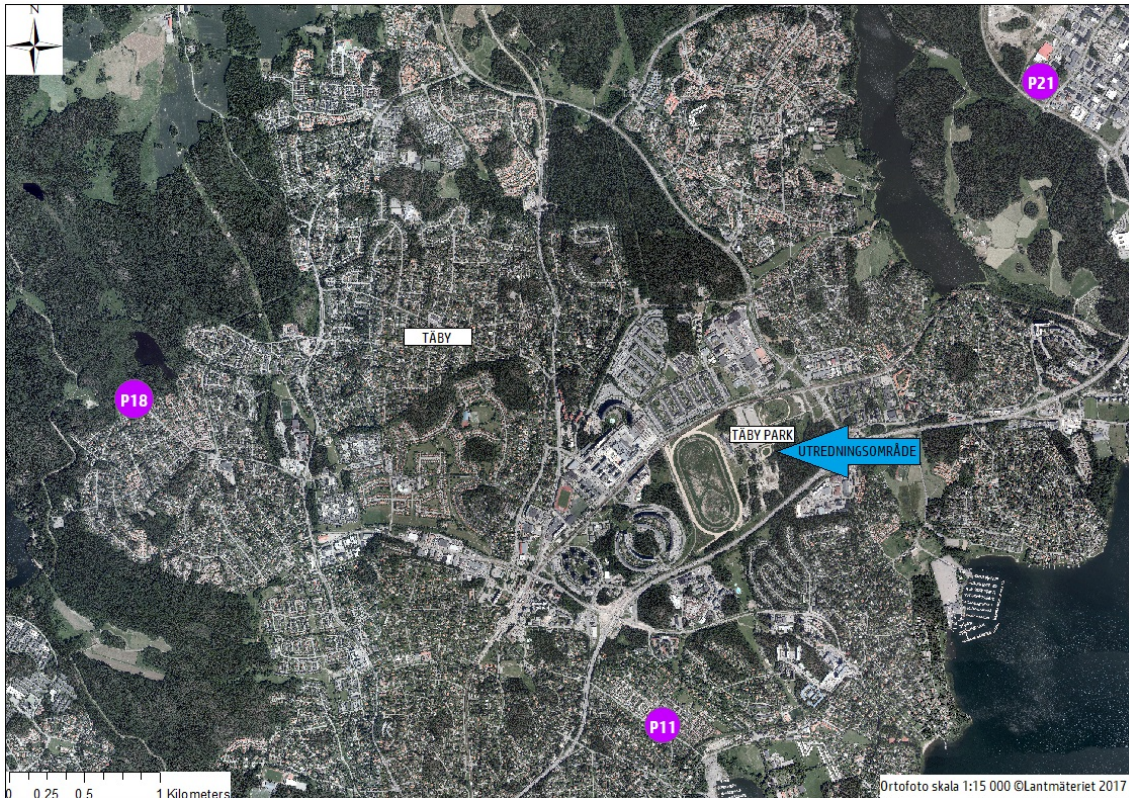 N
P21
TÄBY
P18
TÄBY PARK
UTREDNINGSOMRÅDE
P11
0 0.25 0.5 1 Kilometers
Ortofoto skala 1:15 000 ©Lantmäteriet 2017